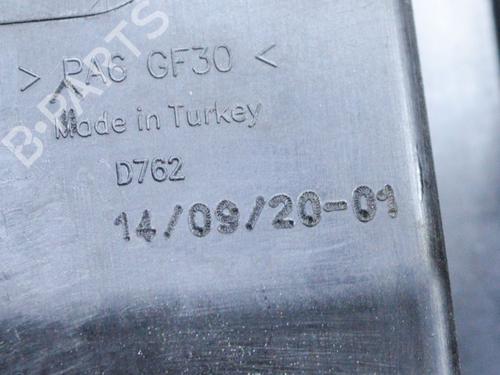 > PA6 GF30 <
B-PARTS
Made in Turkey
D762
14/09/20-01